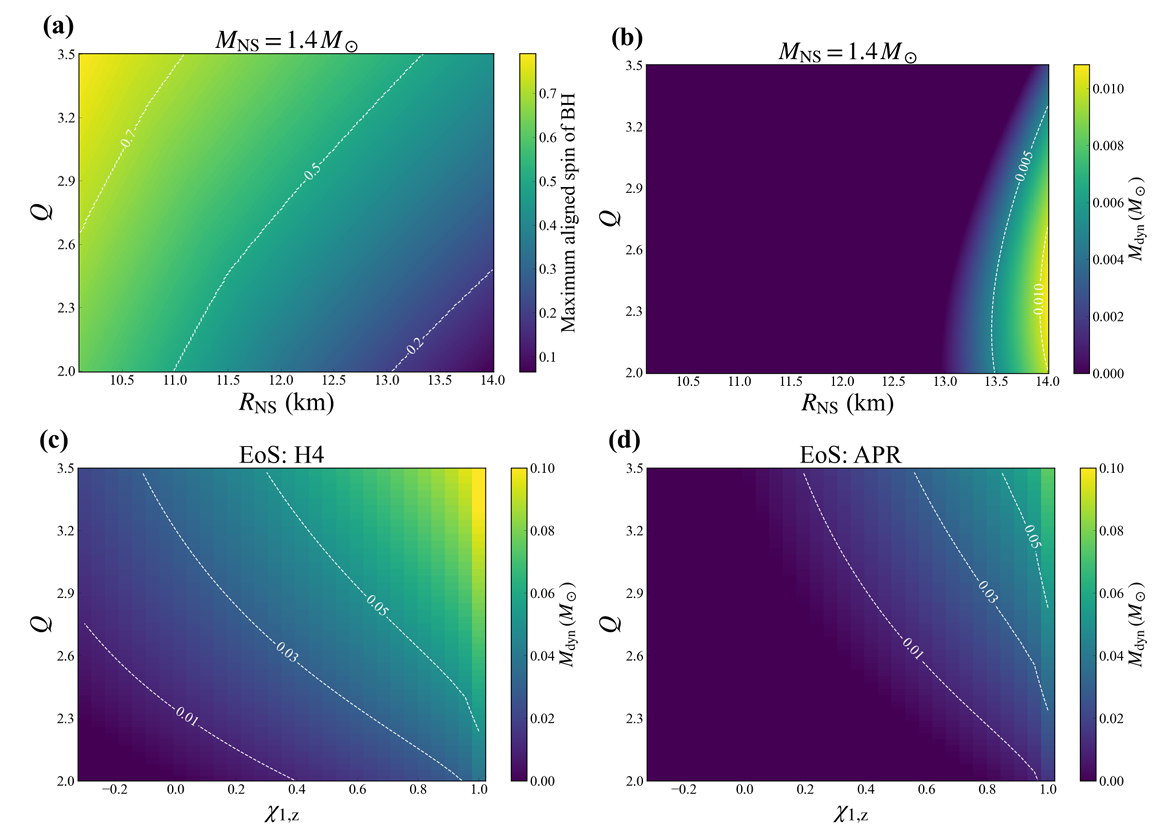 (a)
M_NS = 1.4 M_⊙
Q
3.5
3.2
2.9
2.6
2.3
2.0
0.7
0.5
0.2
10.5 11.0 11.5 12.0 12.5 13.0 13.5 14.0
R_NS (km)
0.7
0.6
0.5
0.4
0.3
0.2
0.1
Maximum aligned spin of BH
(b)
M_NS = 1.4 M_⊙
Q
3.5
3.2
2.9
2.6
2.3
2.0
0.005
0.010
10.5 11.0 11.5 12.0 12.5 13.0 13.5 14.0
R_NS (km)
0.010
0.008
0.006
0.004
0.002
0.000
M_dyn (M_⊙)
(c)
EoS: H4
Q
3.5
3.2
2.9
2.6
2.3
2.0
0.05
0.03
0.01
−0.2 0.0 0.2 0.4 0.6 0.8 1.0
χ_1,z
0.10
0.08
0.06
0.04
0.02
0.00
M_dyn (M_⊙)
(d)
EoS: APR
Q
3.5
3.2
2.9
2.6
2.3
2.0
0.05
0.03
0.01
−0.2 0.0 0.2 0.4 0.6 0.8 1.0
χ_1,z
0.10
0.08
0.06
0.04
0.02
0.00
M_dyn (M_⊙)